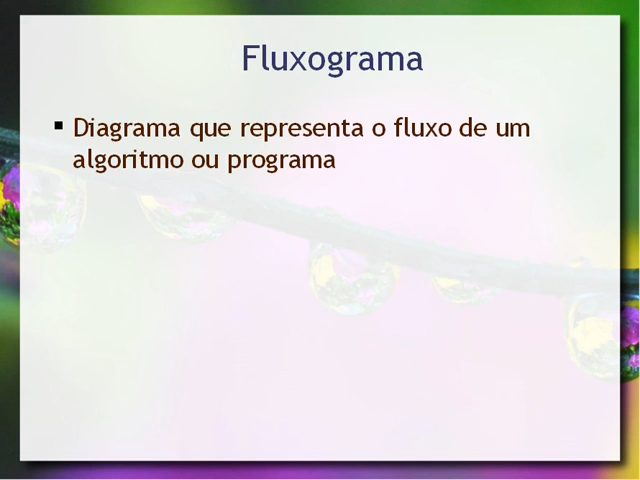 Fluxograma
Diagrama que representa o fluxo de um
algoritmo ou programa